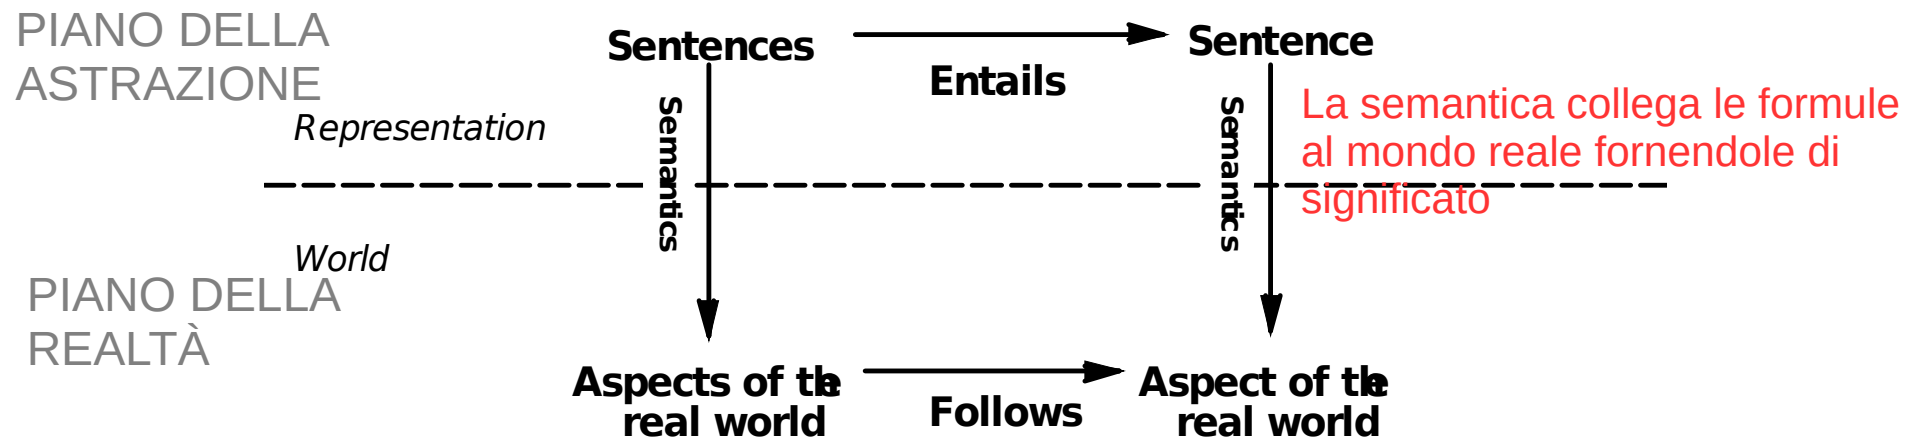 PIANO DELLA
ASTRAZIONE
Sentences
Entails
Sentence
Representation
Semantics
Semantics
La semantica collega le formule
al mondo reale fornendole di
significato
World
PIANO DELLA
REALTÀ
Aspects of the
real world
Follows
Aspect of the
real world